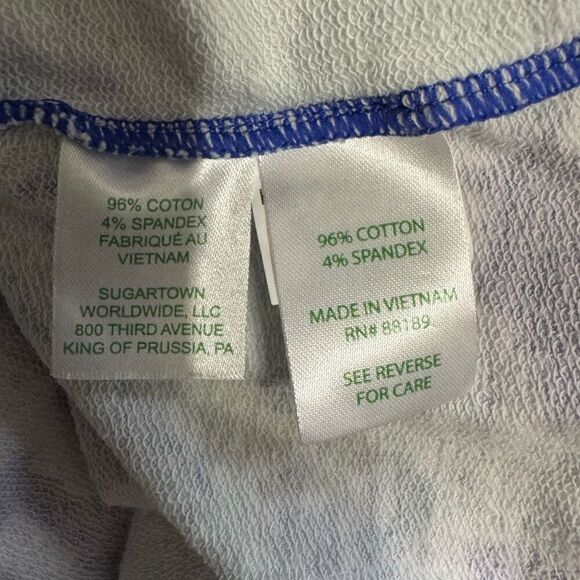 96% COTTON
4% SPANDEX
FABRIQUÉ AU
VIETNAM
SUGARTOWN
WORLDWIDE, LLC
800 THIRD AVENUE
KING OF PRUSSIA, PA
96% COTTON
4% SPANDEX
MADE IN VIETNAM
RN# 88189
SEE REVERSE
FOR CARE